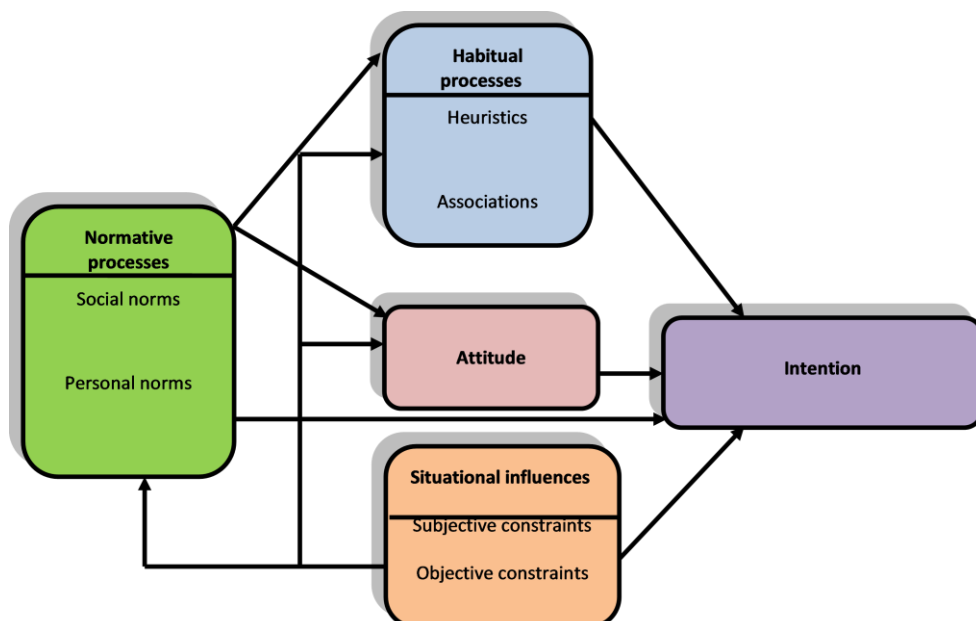 Habitual
processes
Heuristics
Associations
Normative
processes
Social norms
Personal norms
Attitude
Intention
Situational influences
Subjective constraints
Objective constraints